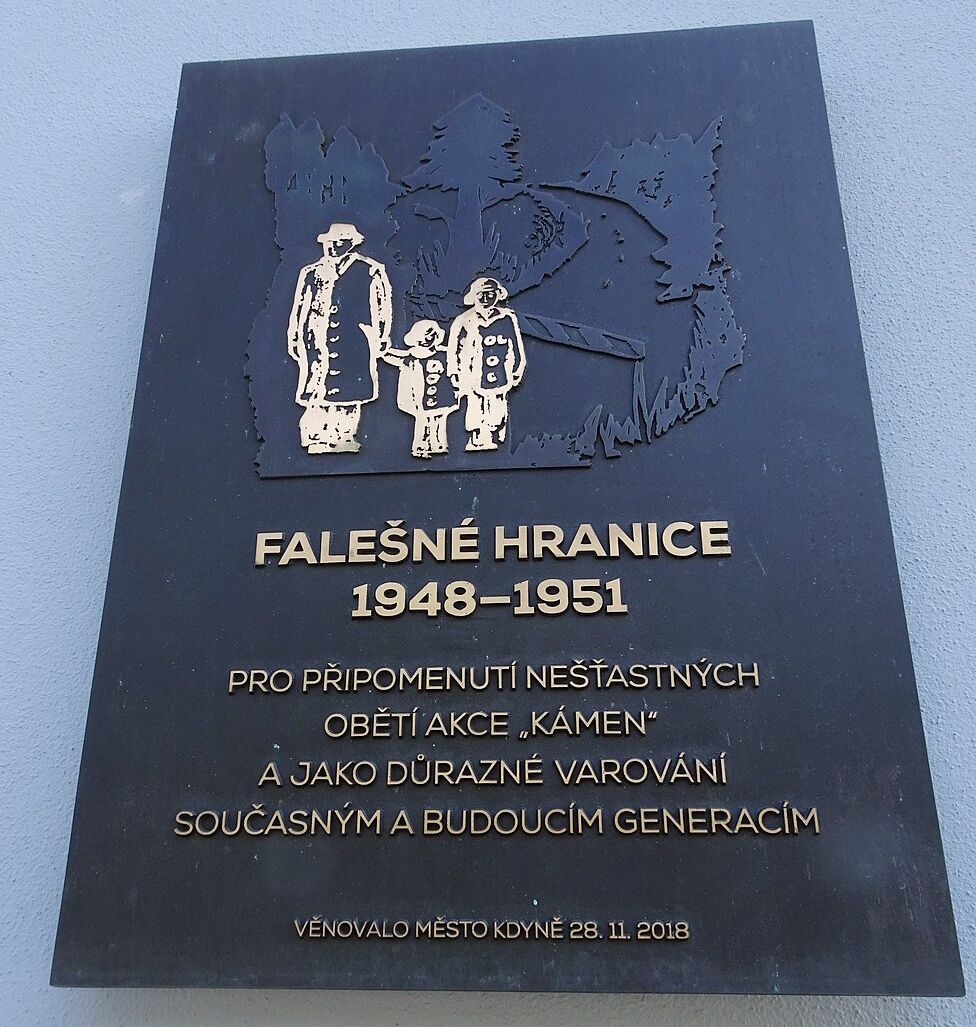 FALEŠNÉ HRANICE
1948–1951
PRO PŘIPOMENUTÍ NEŠŤASTNÝCH
OBĚTÍ AKCE „KÁMEN“
A JAKO DŮRAZNÉ VAROVÁNÍ
SOUČASNÝM A BUDOUCÍM GENERACÍM
VĚNOVALO MĚSTO KDYNĚ 28. 11. 2018